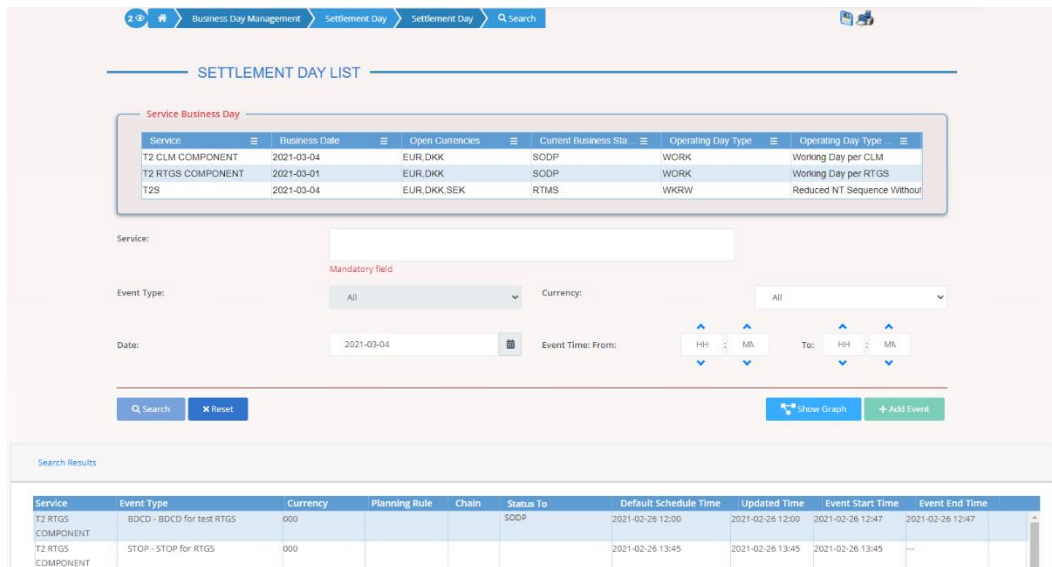 2 Business Day Management Settlement Day Settlement Day Search
SETTLEMENT DAY LIST
Service Business Day
Service Business Date Open Currencies Current Business Sta... Operating Day Type Operating Day Type ...
T2 CLM COMPONENT 2021-03-04 EUR,DKK SODP WORK Working Day per CLM
T2 RTGS COMPONENT 2021-03-01 EUR,DKK SODP WORK Working Day per RTGS
T2S 2021-03-04 EUR,DKK,SEK RTMS WKRW Reduced NT Sequence Without
Service:
Mandatory field
Event Type: All Currency: All
Date: 2021-03-04 Event Time: From: HH : To: HH :
Search Reset Show Graph + Add Event
Search Results
Service Event Type Currency Planning Rule Chain Status To Default Schedule Time Updated Time Event Start Time Event End Time
T2 RTGS COMPONENT BDCD - BDCD for test RTGS 000 SODP 2021-02-26 12:00 2021-02-26 12:00 2021-02-26 12:47 2021-02-26 12:47
T2 RTGS COMPONENT STOP - STOP for RTGS 000 2021-02-26 13:45 2021-02-26 13:45 2021-02-26 13:45 ---